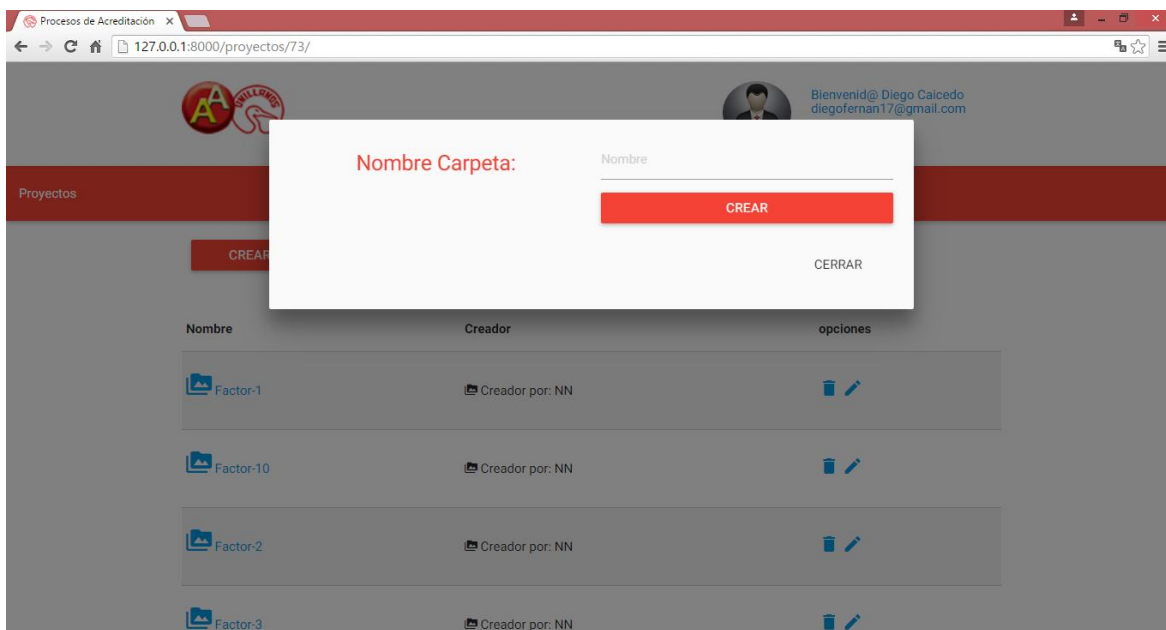 Procesos de Acreditación
127.0.0.1:8000/proyectos/73/
AA
UNILLANOS
Bienvenid@ Diego Caicedo
diegofernan17@gmail.com
Nombre Carpeta:
Nombre
CREAR
CERRAR
Proyectos
CREAR
Nombre Creador opciones
Factor-1 Creador por: NN
Factor-10 Creador por: NN
Factor-2 Creador por: NN
Factor-3 Creador por: NN